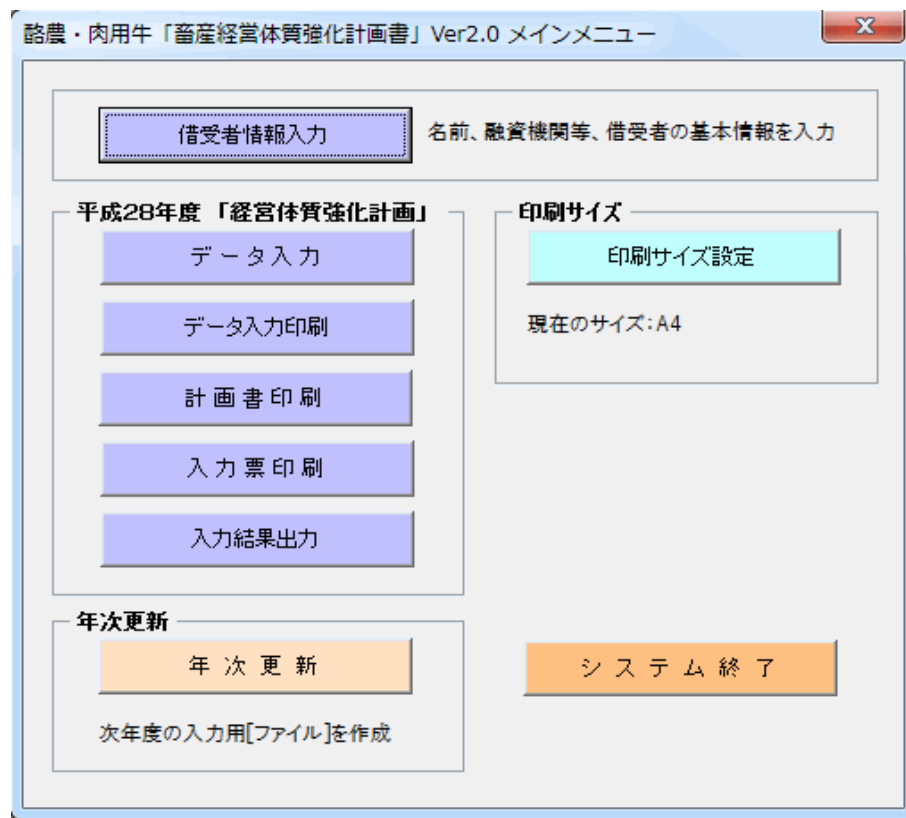 酪農・肉用牛「畜産経営体質強化計画書」Ver2.0 メインメニュー
借受者情報入力
名前、融資機関等、借受者の基本情報を入力
平成28年度「経営体質強化計画」
データ入力
データ入力印刷
計画書印刷
入力票印刷
入力結果出力
印刷サイズ
印刷サイズ設定
現在のサイズ:A4
年次更新
年次更新
次年度の入力用[ファイル]を作成
システム終了